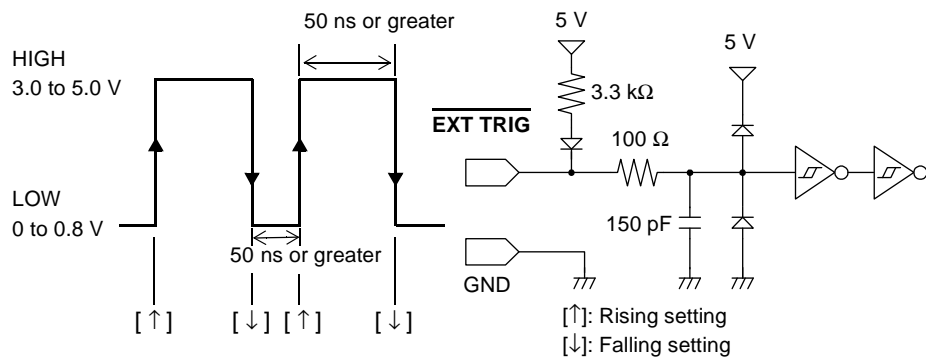 50 ns or greater
HIGH
3.0 to 5.0 V
LOW
0 to 0.8 V
50 ns or greater
[↑]
[↓]
[↑]
[↓]
5 V
3.3 kΩ
EXT TRIG
100 Ω
5 V
150 pF
GND
[↑]: Rising setting
[↓]: Falling setting